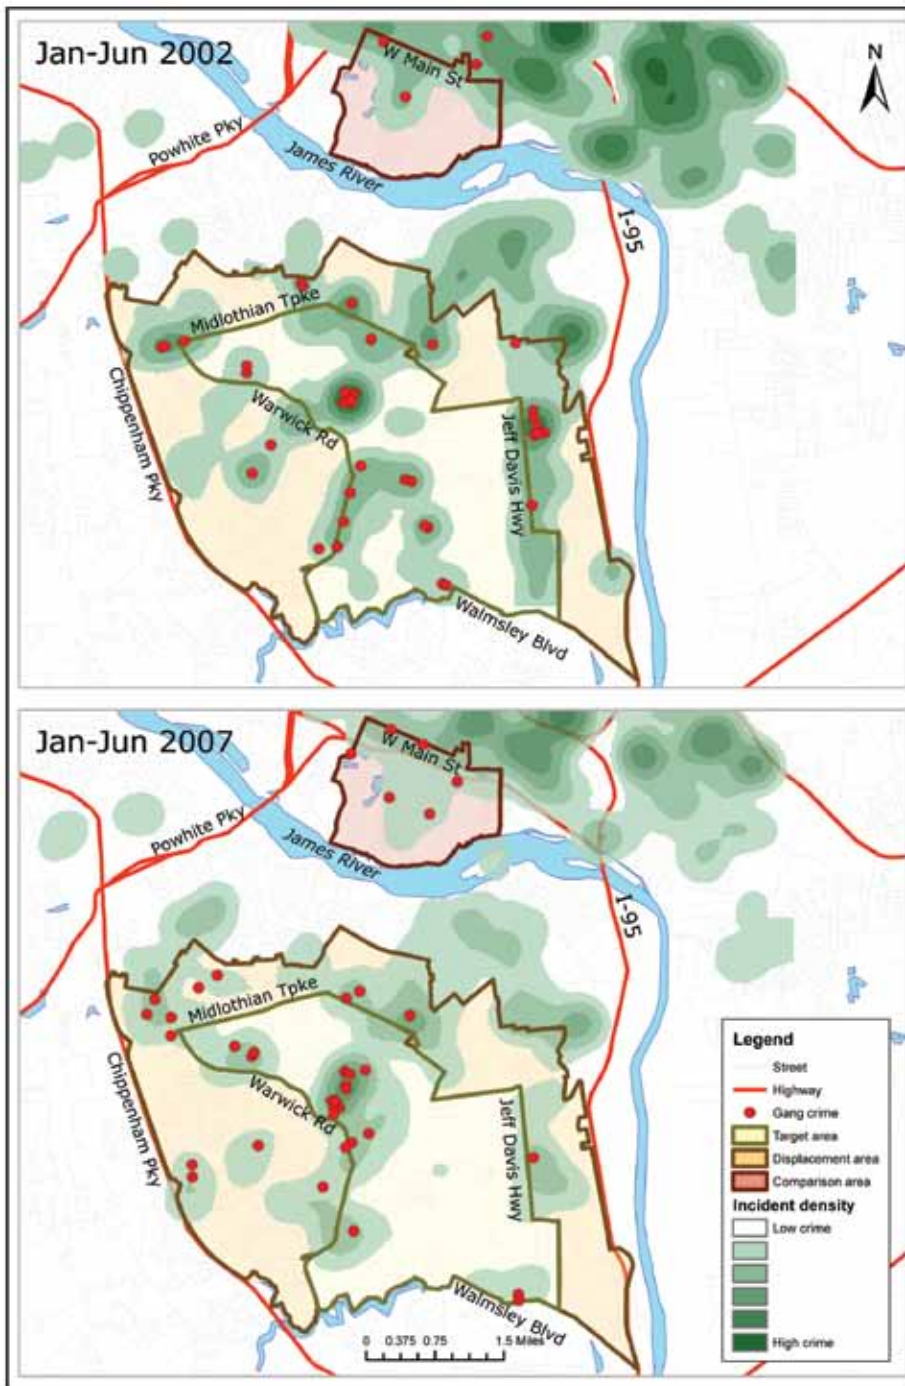 Jan-Jun 2002
N
W Main St
Powhite Pky
James River
I-95
Midlothian Tpke
Chippenham Pky
Warwick Rd
Jeff Davis Hwy
Walmsley Blvd
Jan-Jun 2007
W Main St
Powhite Pky
James River
I-95
Midlothian Tpke
Chippenham Pky
Warwick Rd
Jeff Davis Hwy
Walmsley Blvd
0 0.375 0.75 1.5 Miles
Legend
Street
Highway
Gang crime
Target area
Displacement area
Comparison area
Incident density
Low crime
High crime